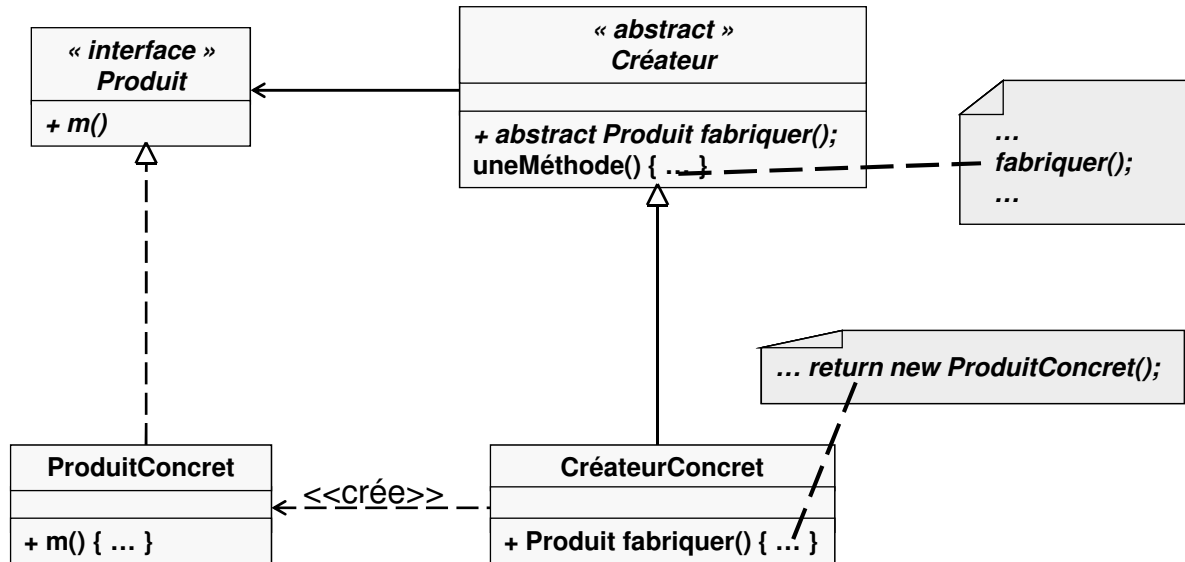 « interface »
Produit
+ m()
« abstract »
Créateur
+ abstract Produit fabriquer();
uneMéthode() { … }
…
fabriquer();
…
… return new ProduitConcret();
ProduitConcret
+ m() { … }
<<crée>>
CréateurConcret
+ Produit fabriquer() { … }